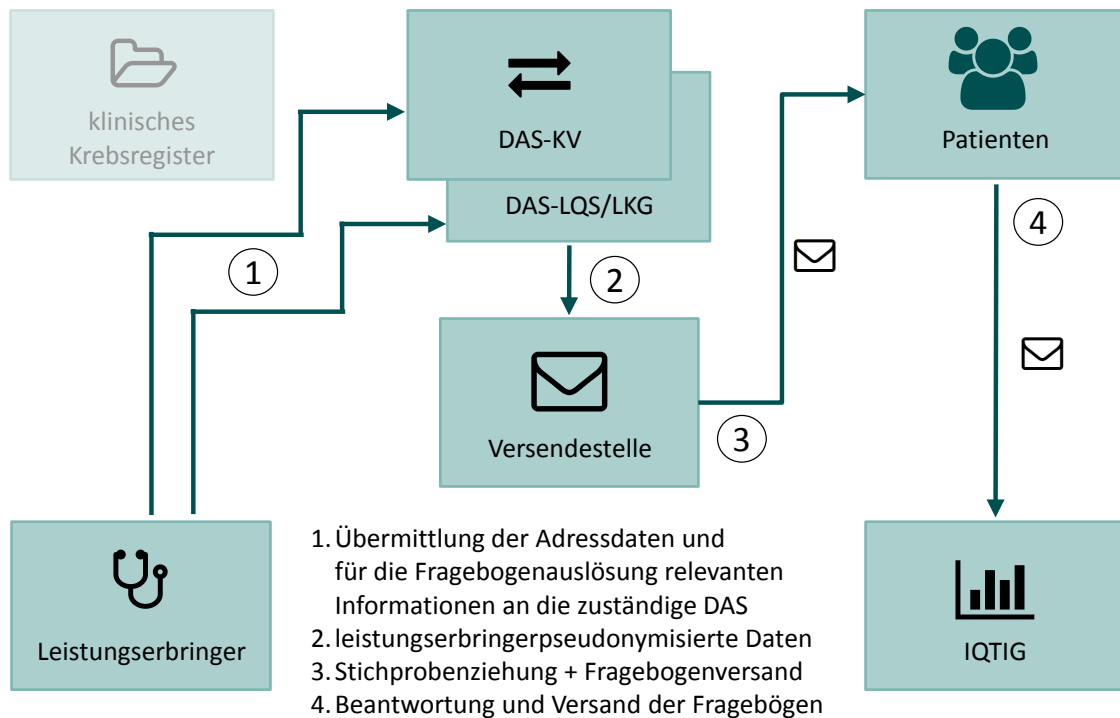 klinisches
Krebsregister
DAS-KV
DAS-LQS/LKG
Patienten
1
2
4
Versendestelle
3
Leistungserbringer
1. Übermittlung der Adressdaten und
für die Fragebogenauslösung relevanten
Informationen an die zuständige DAS
2. leistungserbringerpseudonymisierte Daten
3. Stichprobenziehung + Fragebogenversand
4. Beantwortung und Versand der Fragebögen
IQTIG